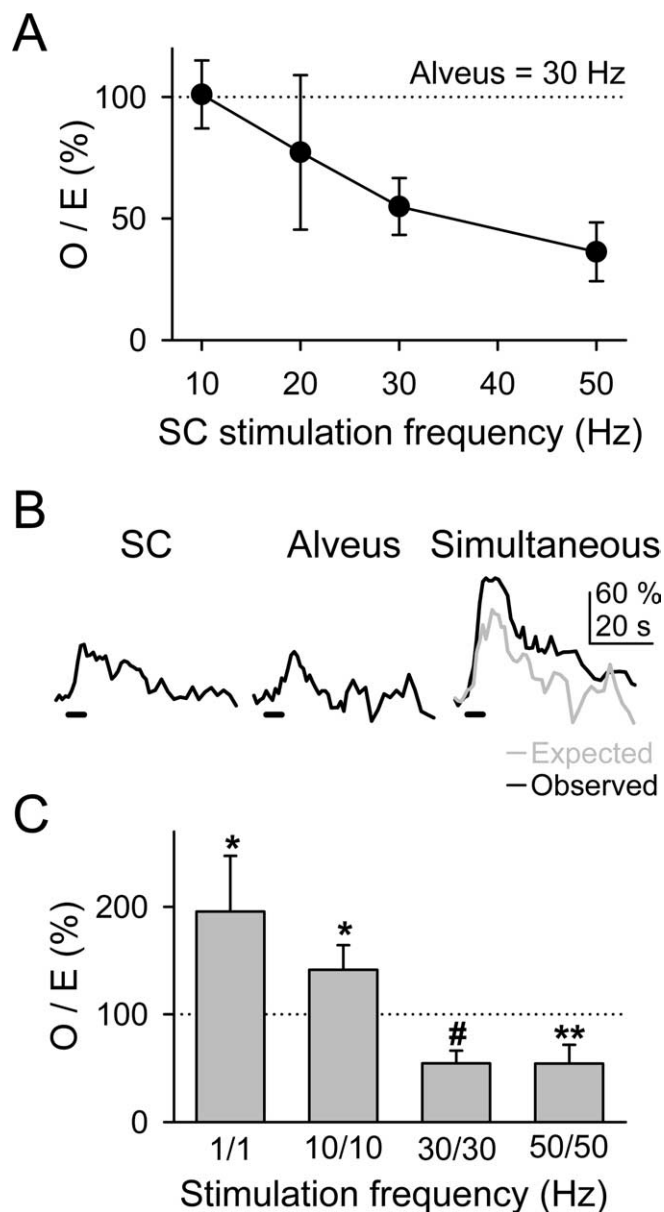 A
Alveus = 30 Hz
O / E (%)
100
50
0
10 20 30 40 50
SC stimulation frequency (Hz)
B
SC Alveus Simultaneous
60 %
20 s
Expected
Observed
C
O / E (%)
200
100
0
* * # **
1/1 10/10 30/30 50/50
Stimulation frequency (Hz)